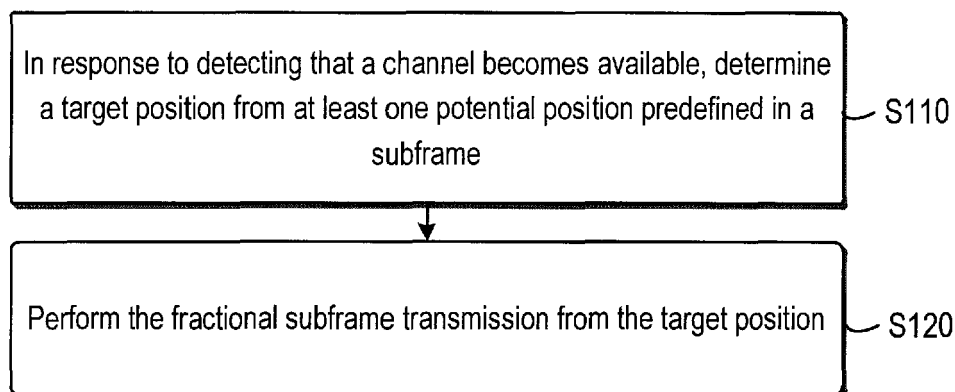 In response to detecting that a channel becomes available, determine
a target position from at least one potential position predefined in a
subframe
S110
Perform the fractional subframe transmission from the target position
S120